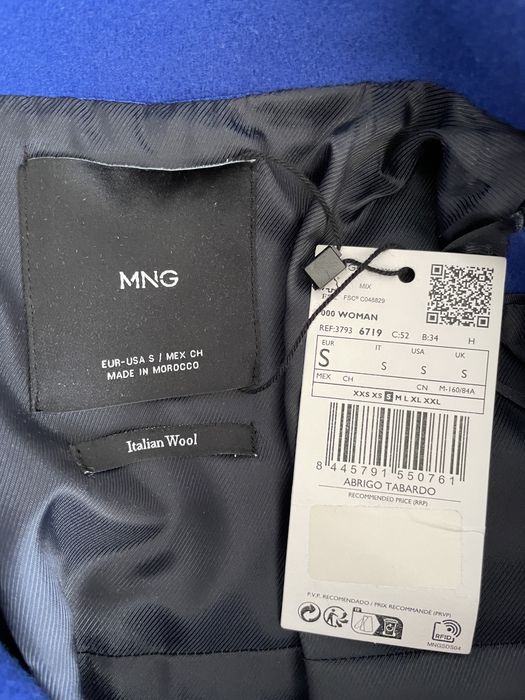 MNG
EUR-USA S / MEX CH
MADE IN MOROCCO
Italian Wool
MIX
FSC® C048829
000 WOMAN
REF:3793 6719 C:52 B:34 H
EUR IT USA UK
S S S S
MEX CH CN M-160/84A
XXS XS S M L XL XXL
8 445791 550761
ABRIGO TABARDO
RECOMMENDED PRICE (RRP)
P.V.P. RECOMENDADO / PRIX RECOMMANDÉ (PRVP)
RFID
MNGSDS04